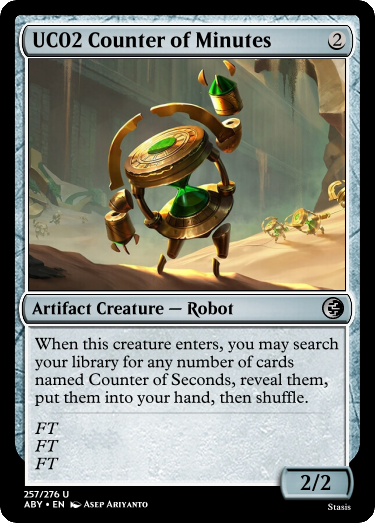 UC02 Counter of Minutes 2
Artifact Creature — Robot
When this creature enters, you may search
your library for any number of cards
named Counter of Seconds, reveal them,
put them into your hand, then shuffle.
FT
FT
FT
2/2
257/276 U
ABY • EN Asep Ariyanto
Stasis